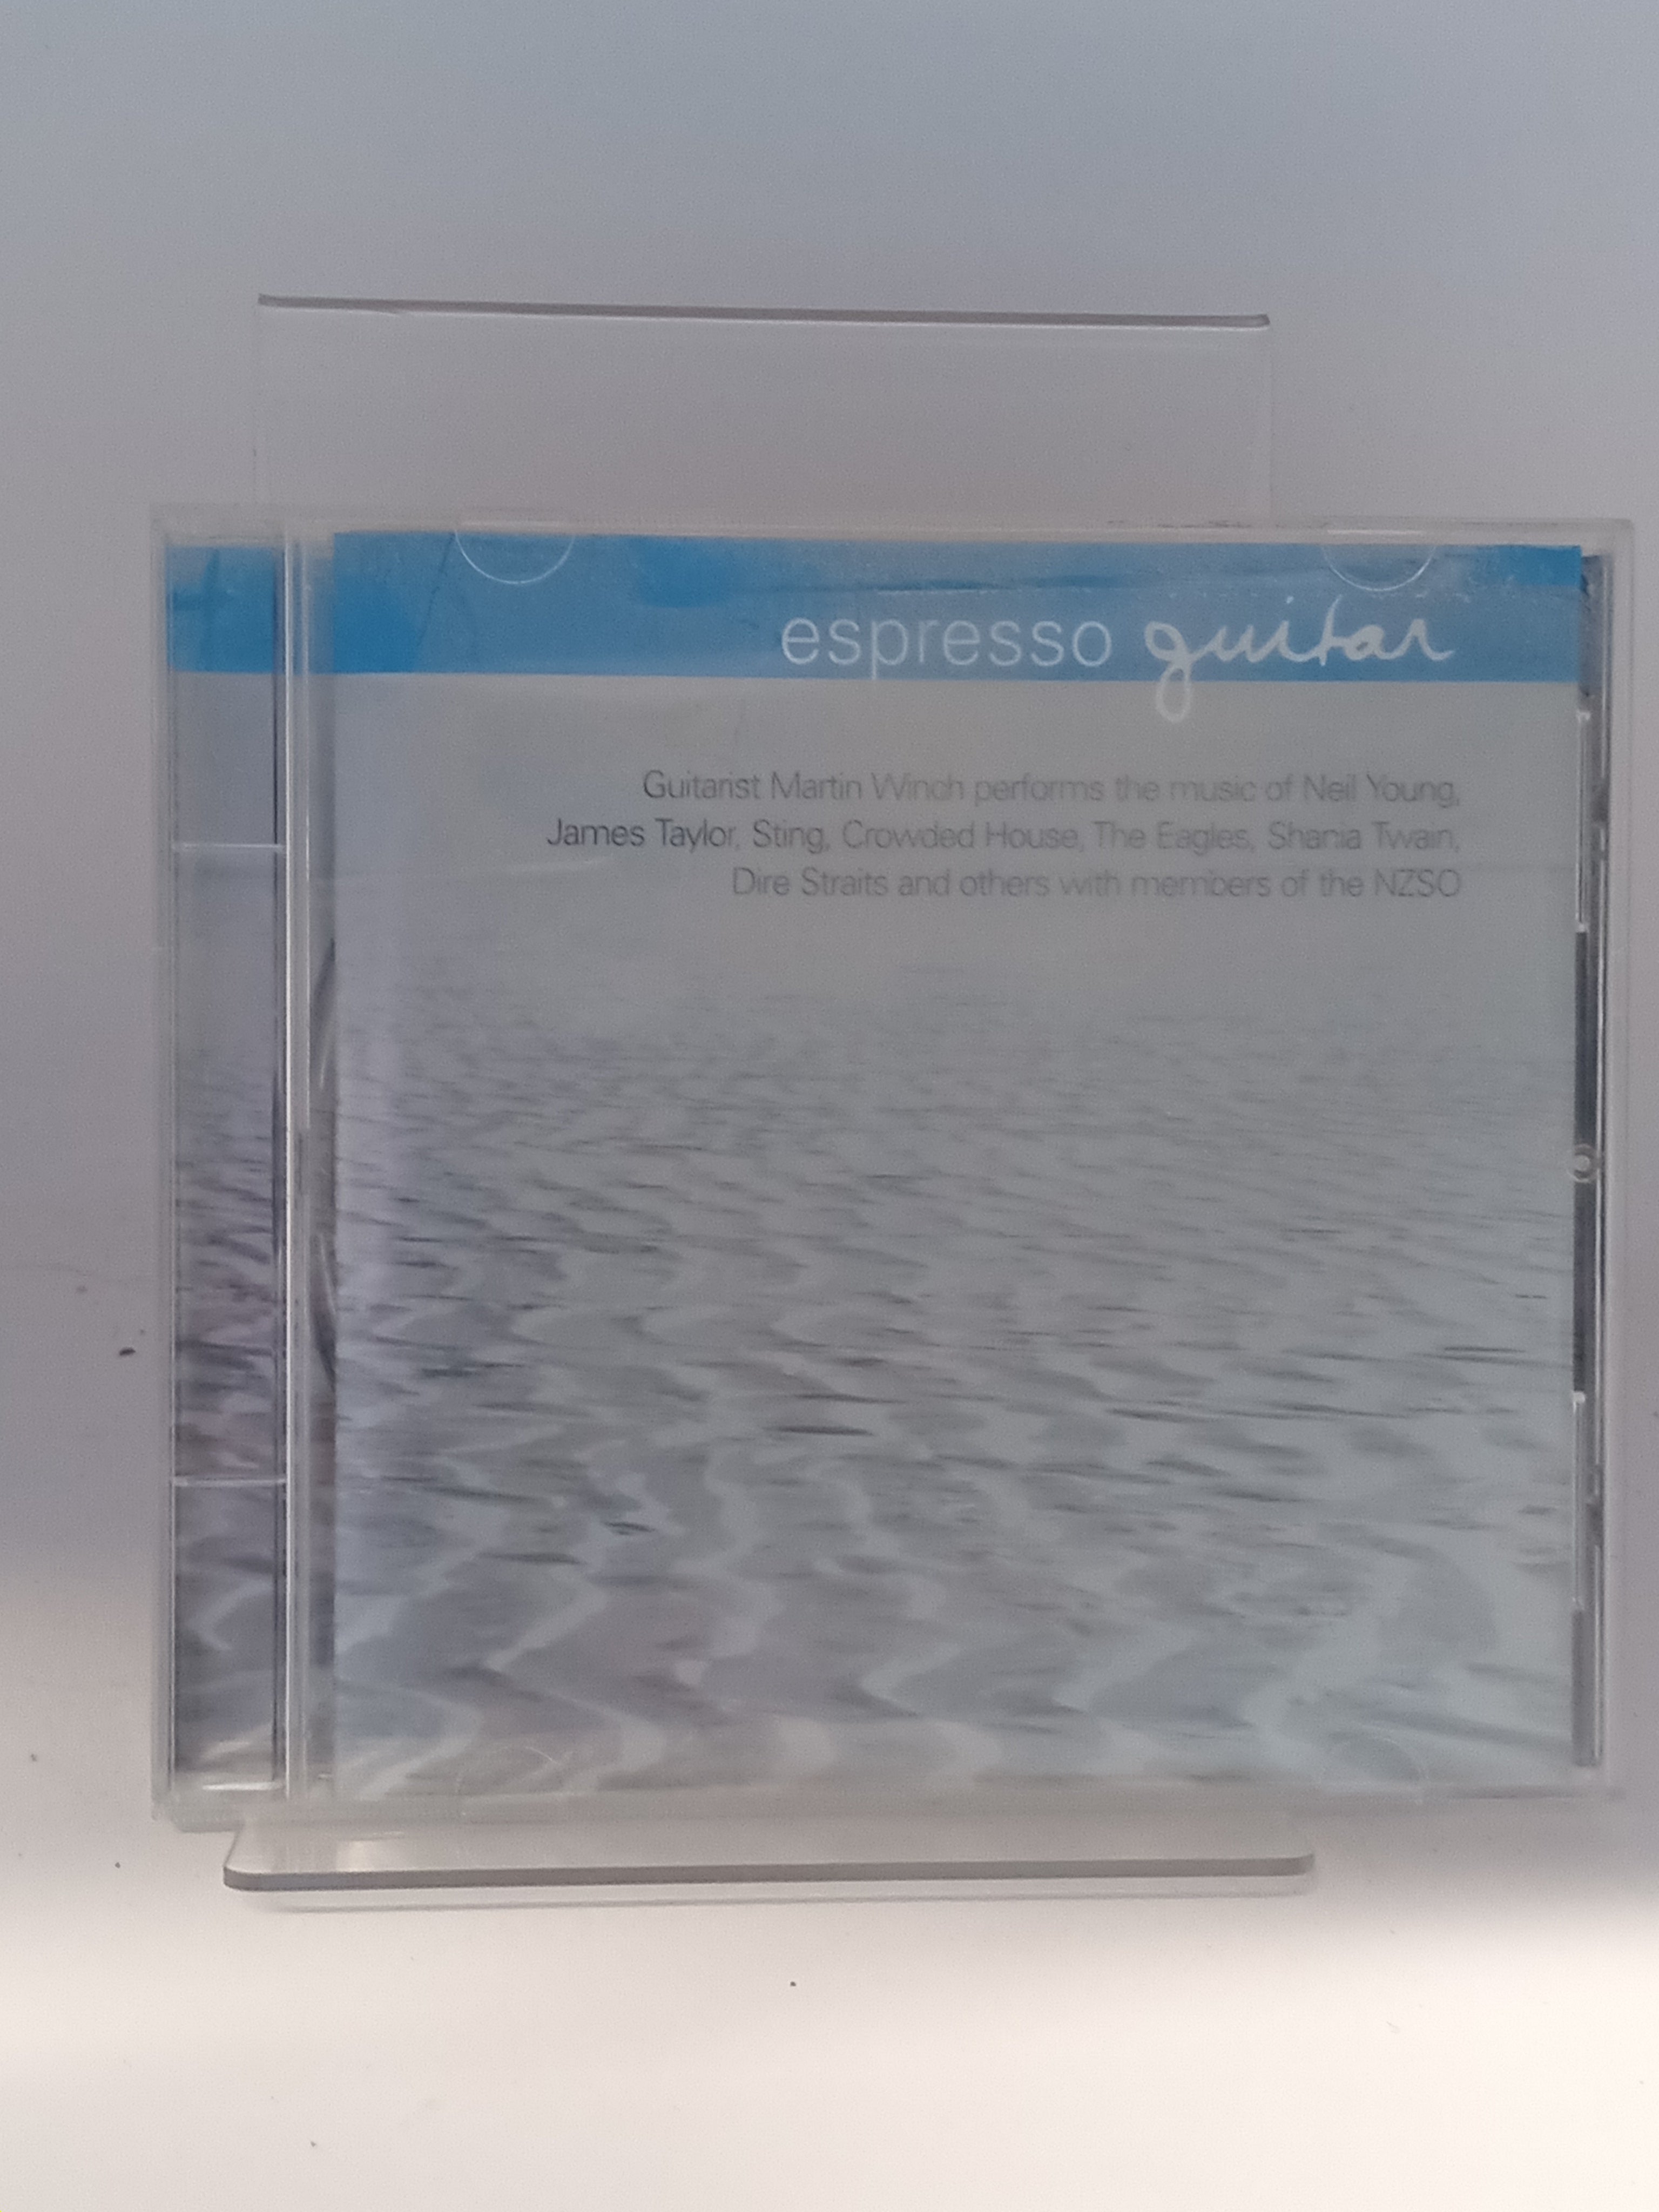 espresso guitar
Guitarist Martin Winch performs the music of Neil Young,
James Taylor, Sting, Crowded House, The Eagles, Shania Twain,
Dire Straits and others with members of the NZSO